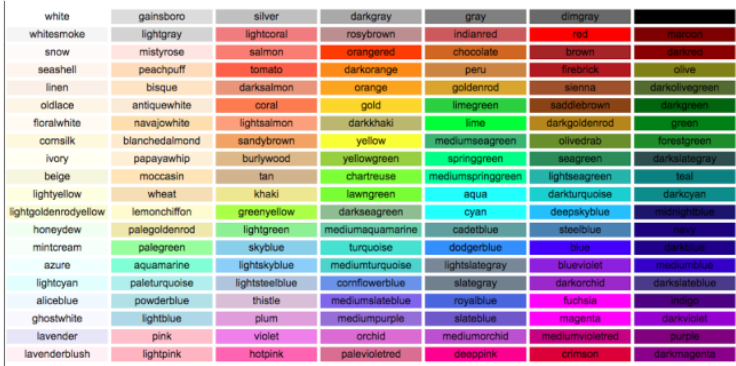 white gainsboro silver darkgray gray dimgray
whitesmoke lightgray lightcoral rosybrown indianred red maroon
snow mistyrose salmon orangered chocolate brown darkred
seashell peachpuff tomato darkorange peru firebrick olive
linen bisque darksalmon orange goldenrod sienna darkolivegreen
oldlace antiquewhite coral gold limegreen saddlebrown darkgreen
floralwhite navajowhite lightsalmon darkkhaki lime darkgoldenrod green
cornsilk blanchedalmond sandybrown yellow mediumseagreen olivedrab forestgreen
ivory papayawhip burlywood yellowgreen springgreen seagreen darkslategray
beige moccasin tan chartreuse mediumspringgreen lightseagreen teal
lightyellow wheat khaki lawngreen aqua darkturquoise darkcyan
lightgoldenrodyellow lemonchiffon greenyellow darkseagreen cyan deepskyblue midnightblue
honeydew palegoldenrod lightgreen mediumaquamarine cadetblue steelblue navy
mintcream palegreen skyblue turquoise dodgerblue blue darkblue
azure aquamarine lightskyblue mediumturquoise lightslategray blueviolet mediumblue
lightcyan paleturquoise lightsteelblue cornflowerblue slategray darkorchid darkslateblue
aliceblue powderblue thistle mediumslateblue royalblue fuchsia indigo
ghostwhite lightblue plum mediumpurple slateblue magenta darkviolet
lavender pink violet orchid mediumorchid mediumvioletred purple
lavenderblush lightpink hotpink palevioletred deeppink crimson darkmagenta